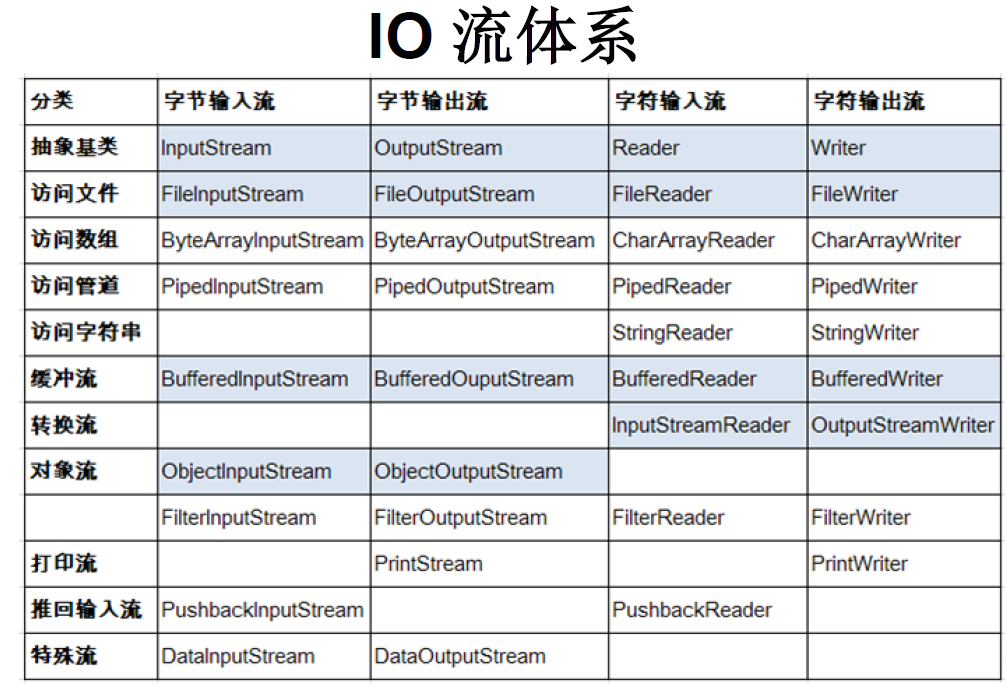 IO 流体系
分类 字节输入流 字节输出流 字符输入流 字符输出流
抽象基类 InputStream OutputStream Reader Writer
访问文件 FileInputStream FileOutputStream FileReader FileWriter
访问数组 ByteArrayInputStream ByteArrayOutputStream CharArrayReader CharArrayWriter
访问管道 PipedInputStream PipedOutputStream PipedReader PipedWriter
访问字符串 StringReader StringWriter
缓冲流 BufferedInputStream BufferedOuputStream BufferedReader BufferedWriter
转换流 InputStreamReader OutputStreamWriter
对象流 ObjectInputStream ObjectOutputStream
FilterInputStream FilterOutputStream FilterReader FilterWriter
打印流 PrintStream PrintWriter
推回输入流 PushbackInputStream PushbackReader
特殊流 DataInputStream DataOutputStream